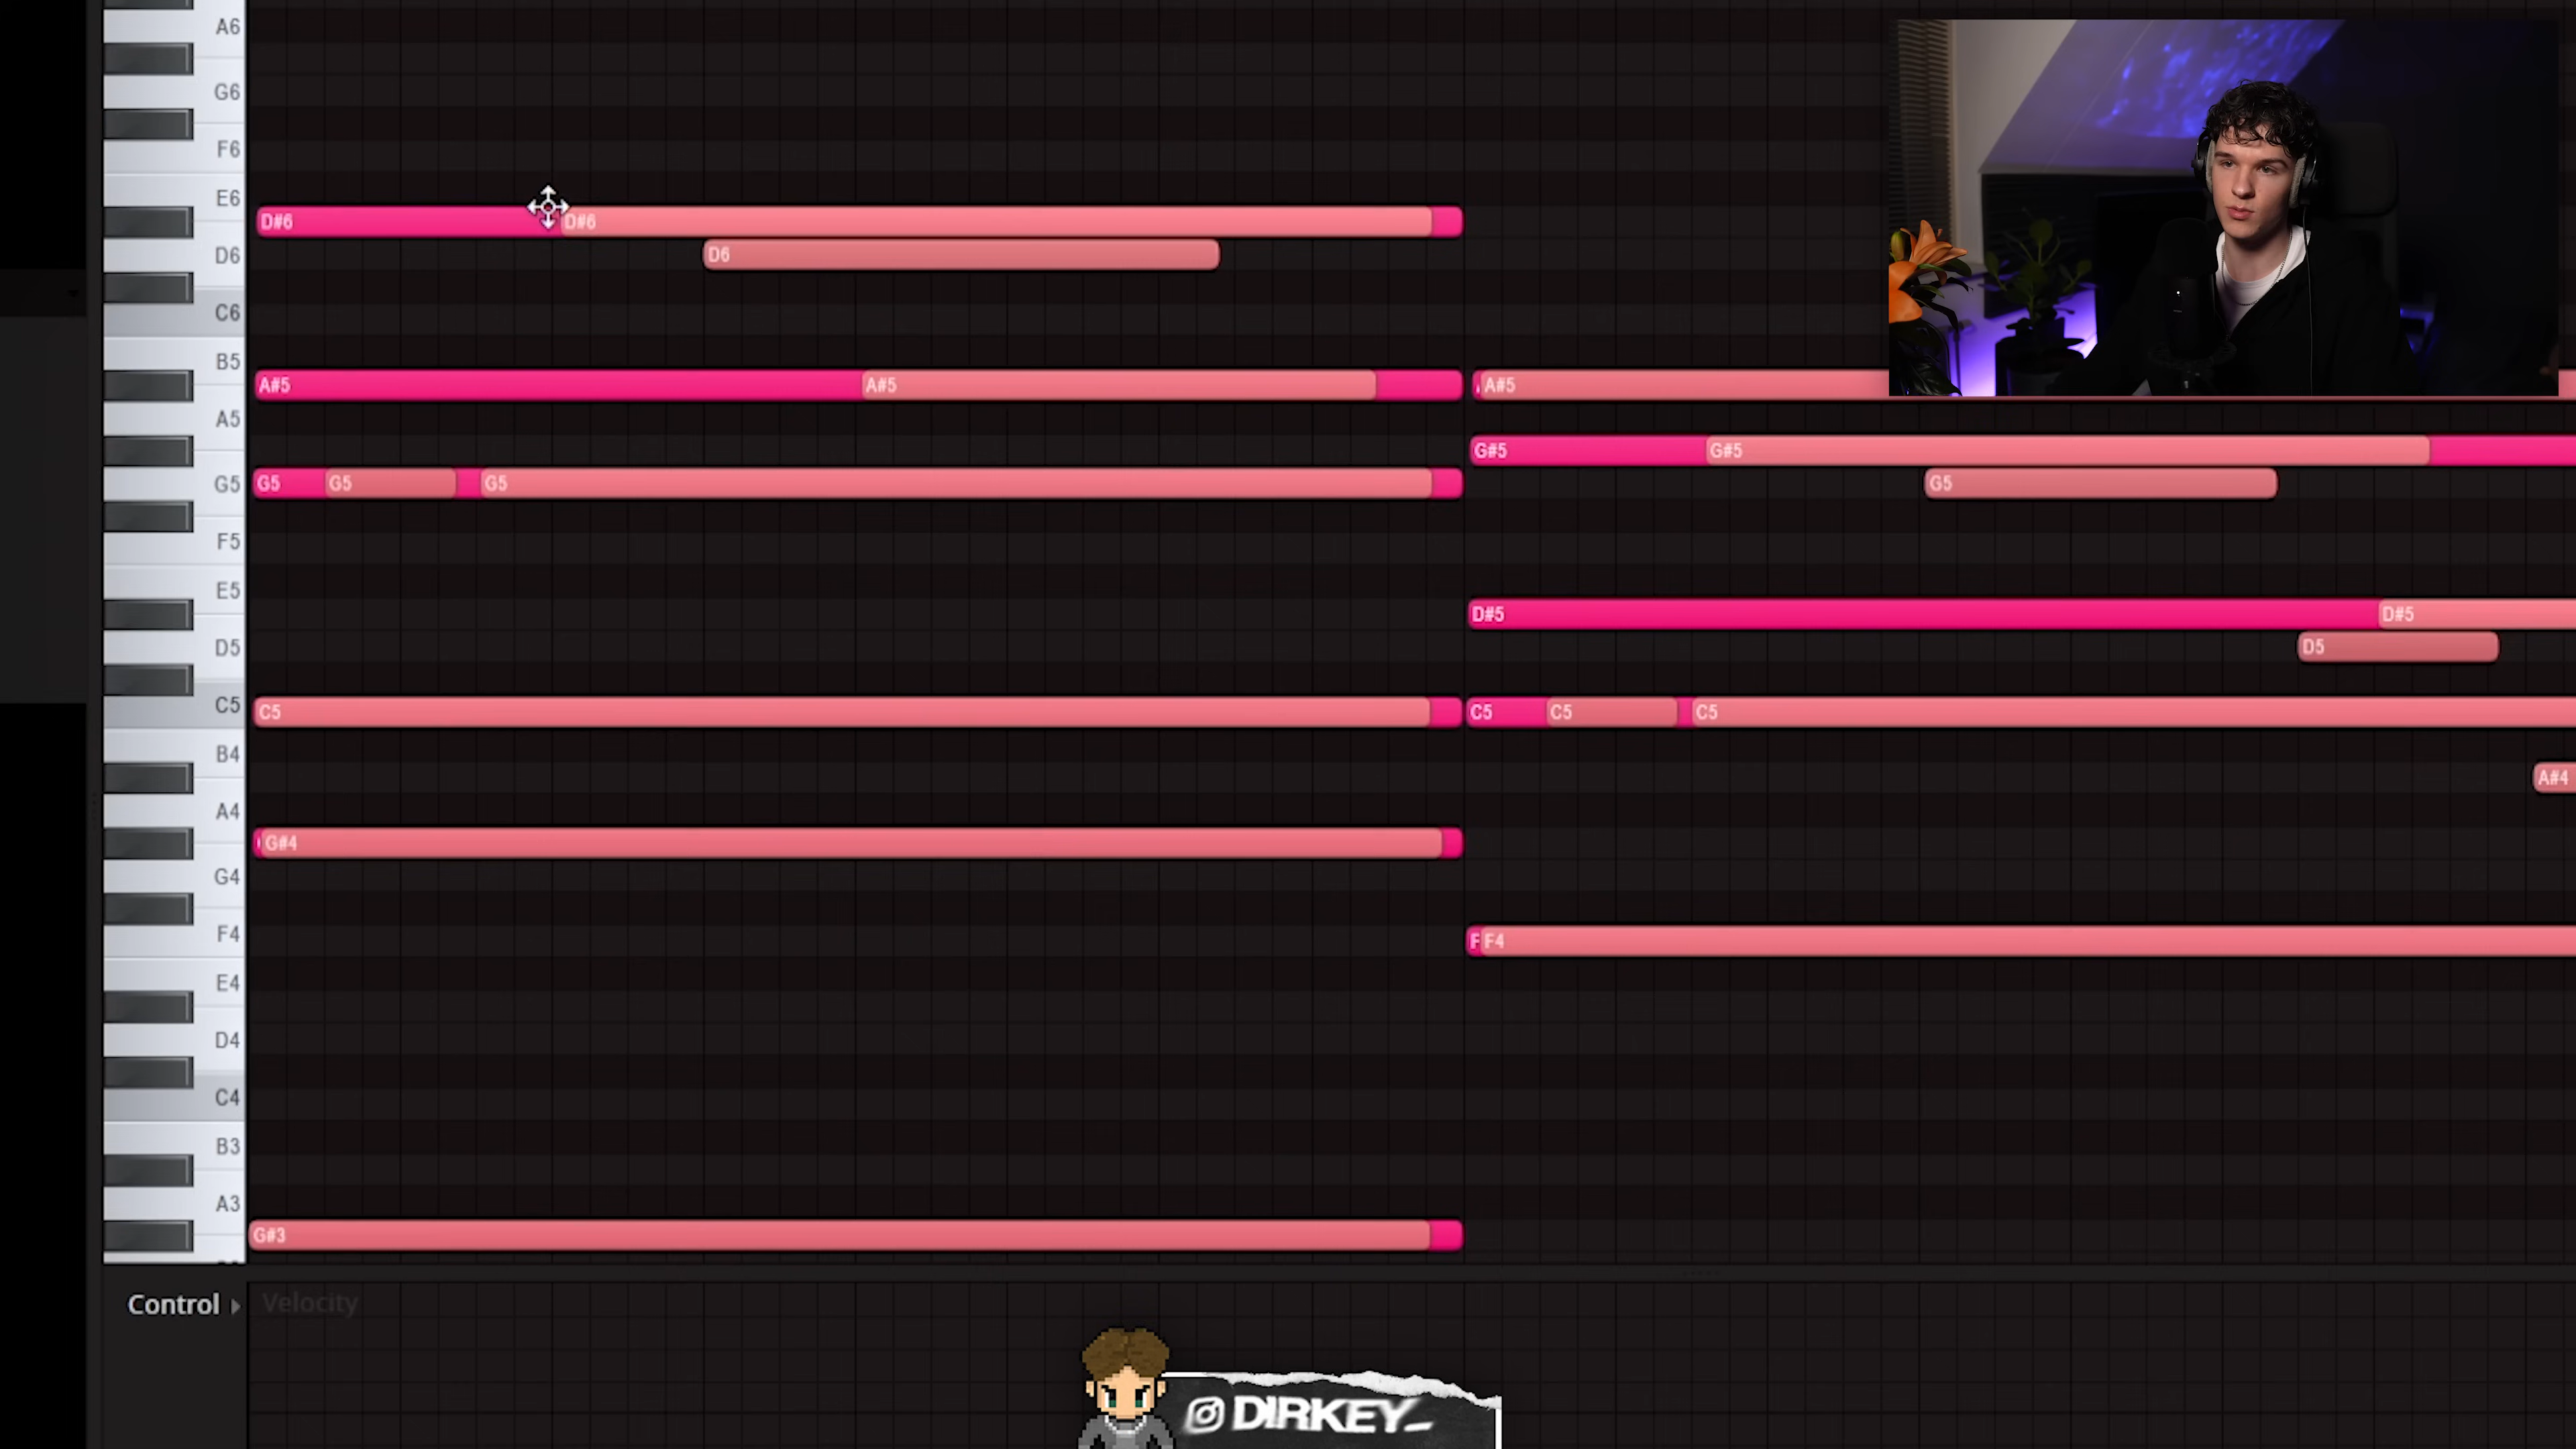 A6
G6
F6
E6
D#6 D#6
D6 D6
C6
B5
A#5 A#5 A#5
A5
G#5 G#5
G5 G5 G5 G5 G5
F5
E5
D#5 D#5
D5 D5
C5 C5 C5 C5 C5
B4
A#4
A4
G#4
G4
F4 F F4
E4
D4
C4
B3
A3
G#3
Control Velocity
DIRKEY_